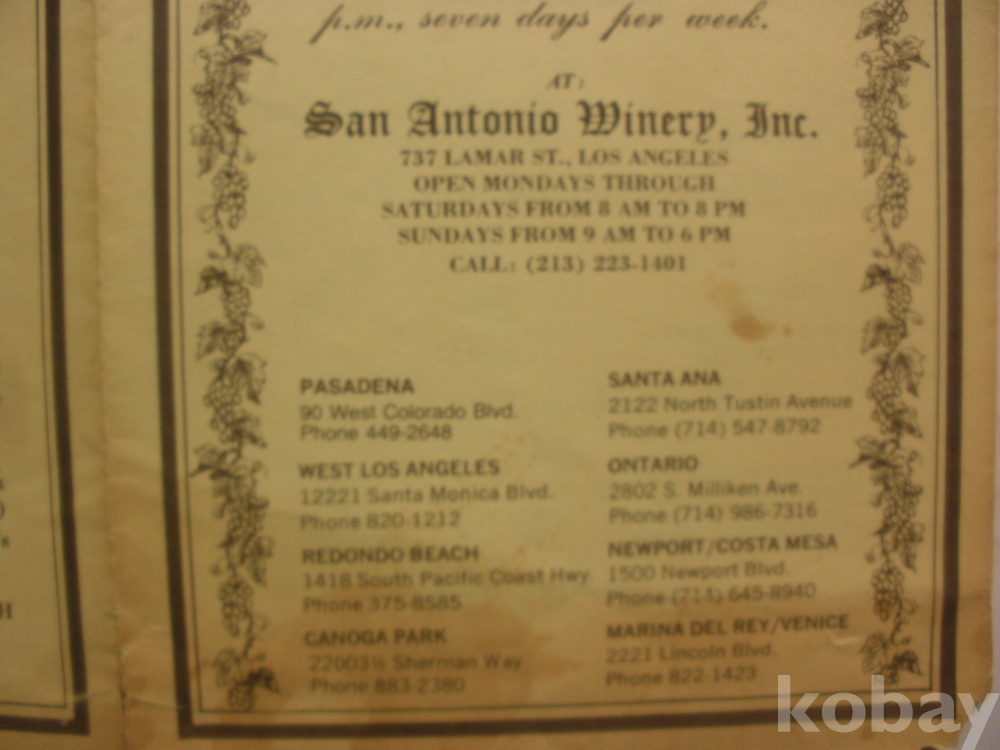 p.m., seven days per week.
AT:
San Antonio Winery, Inc.
737 LAMAR ST., LOS ANGELES
OPEN MONDAYS THROUGH
SATURDAYS FROM 8 AM TO 8 PM
SUNDAYS FROM 9 AM TO 6 PM
CALL: (213) 223-1401
PASADENA
90 West Colorado Blvd.
Phone 449-2648
WEST LOS ANGELES
12221 Santa Monica Blvd.
Phone 820-1212
REDONDO BEACH
1418 South Pacific Coast Hwy.
Phone 375-8585
CANOGA PARK
22003½ Sherman Way
Phone 883-2380
SANTA ANA
2122 North Tustin Avenue
Phone (714) 547-8792
ONTARIO
2802 S. Milliken Ave.
Phone (714) 986-7316
NEWPORT/COSTA MESA
1500 Newport Blvd.
Phone (714) 645-8940
MARINA DEL REY/VENICE
2221 Lincoln Blvd.
Phone 822-1423
kobay